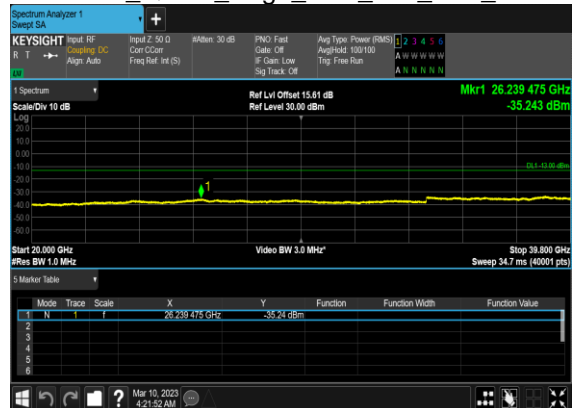 Spectrum Analyzer 1
Swept SA
KEYSIGHT Input: RF Input Z: 50 Ω #Atten: 30 dB PNO: Fast Avg Type: Power (RMS) 1 2 3 4 5 6
R T Coupling: DC Corr CCorr Gate: Off Avg|Hold: 100/100 A W W W W W
Align: Auto Freq Ref: Int (S) IF Gain: Low Trig: Free Run
Sig Track: Off A N N N N N
1 Spectrum Ref Lvl Offset 15.61 dB Mkr1 26.239 475 GHz
Scale/Div 10 dB Ref Level 30.00 dBm -35.243 dBm
Log
20.0
10.0
0.00
-10.0
DL1 -13.00 dBm
-20.0
1
-30.0
-40.0
-50.0
-60.0
Start 20.000 GHz Video BW 3.0 MHz* Stop 39.800 GHz
#Res BW 1.0 MHz Sweep 34.7 ms (40001 pts)
5 Marker Table
Mode Trace Scale X Y Function Function Width Function Value
1 N 1 f 26.239 475 GHz -35.24 dBm
2
3
4
5
6
? Mar 10, 2023
4:21:52 AM